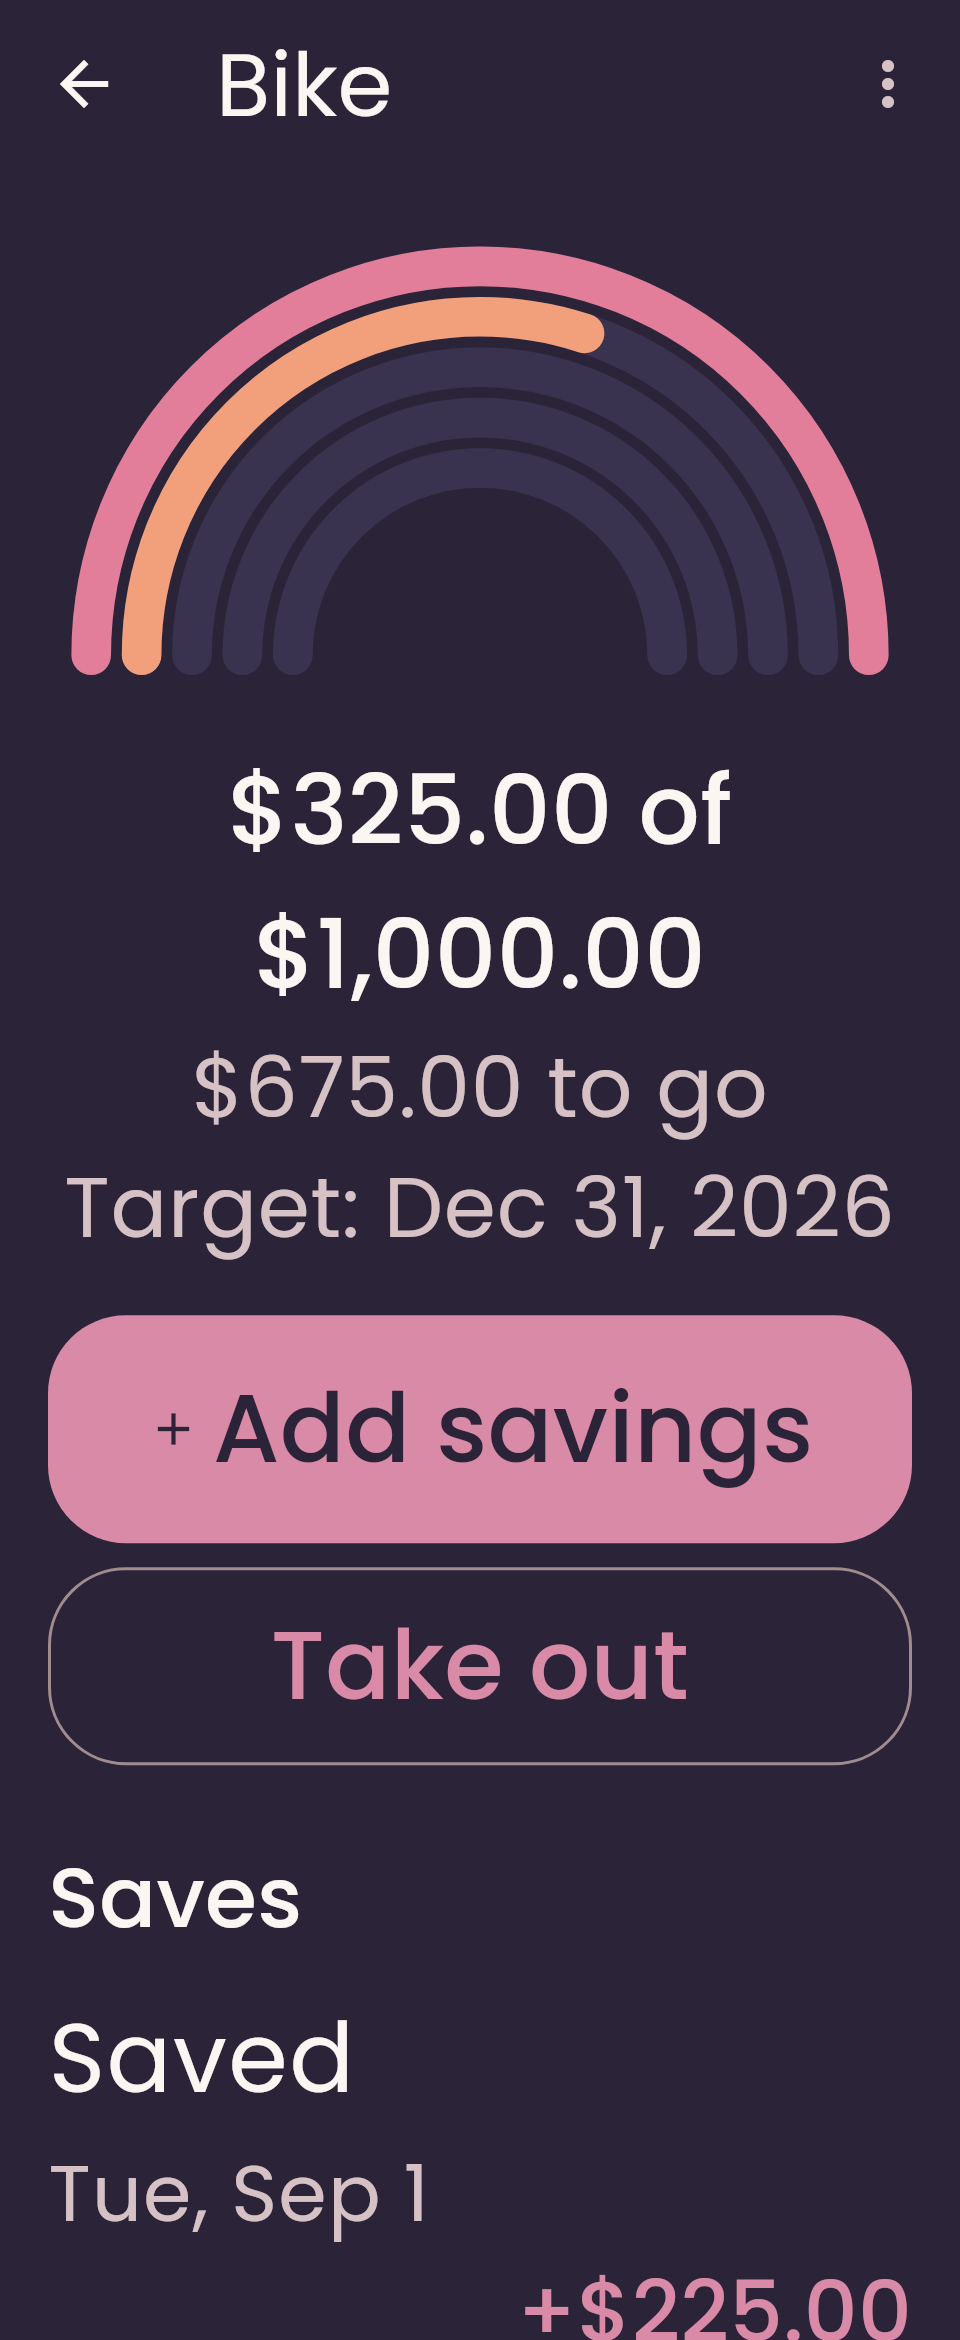 Bike
$325.00 of
$1,000.00
$675.00 to go
Target: Dec 31, 2026
+ Add savings
Take out
Saves
Saved
Tue, Sep 1
+$225.00